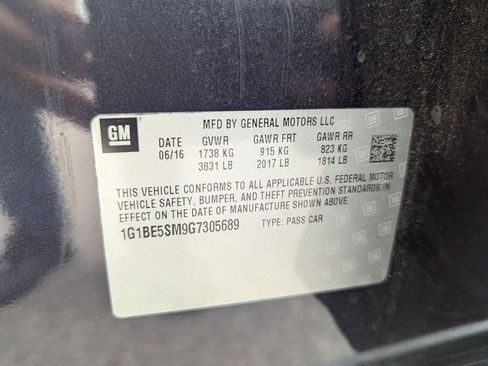 GM
MFD BY GENERAL MOTORS LLC
DATE GVWR GAWR FRT GAWR RR
06/16 1738 KG 915 KG 823 KG
3831 LB 2017 LB 1814 LB
THIS VEHICLE CONFORMS TO ALL APPLICABLE U.S. FEDERAL MOTOR
VEHICLE SAFETY, BUMPER, AND THEFT PREVENTION STANDARDS IN
EFFECT ON THE DATE OF MANUFACTURE SHOWN ABOVE.
1G1BE5SM9G7305689 TYPE: PASS CAR